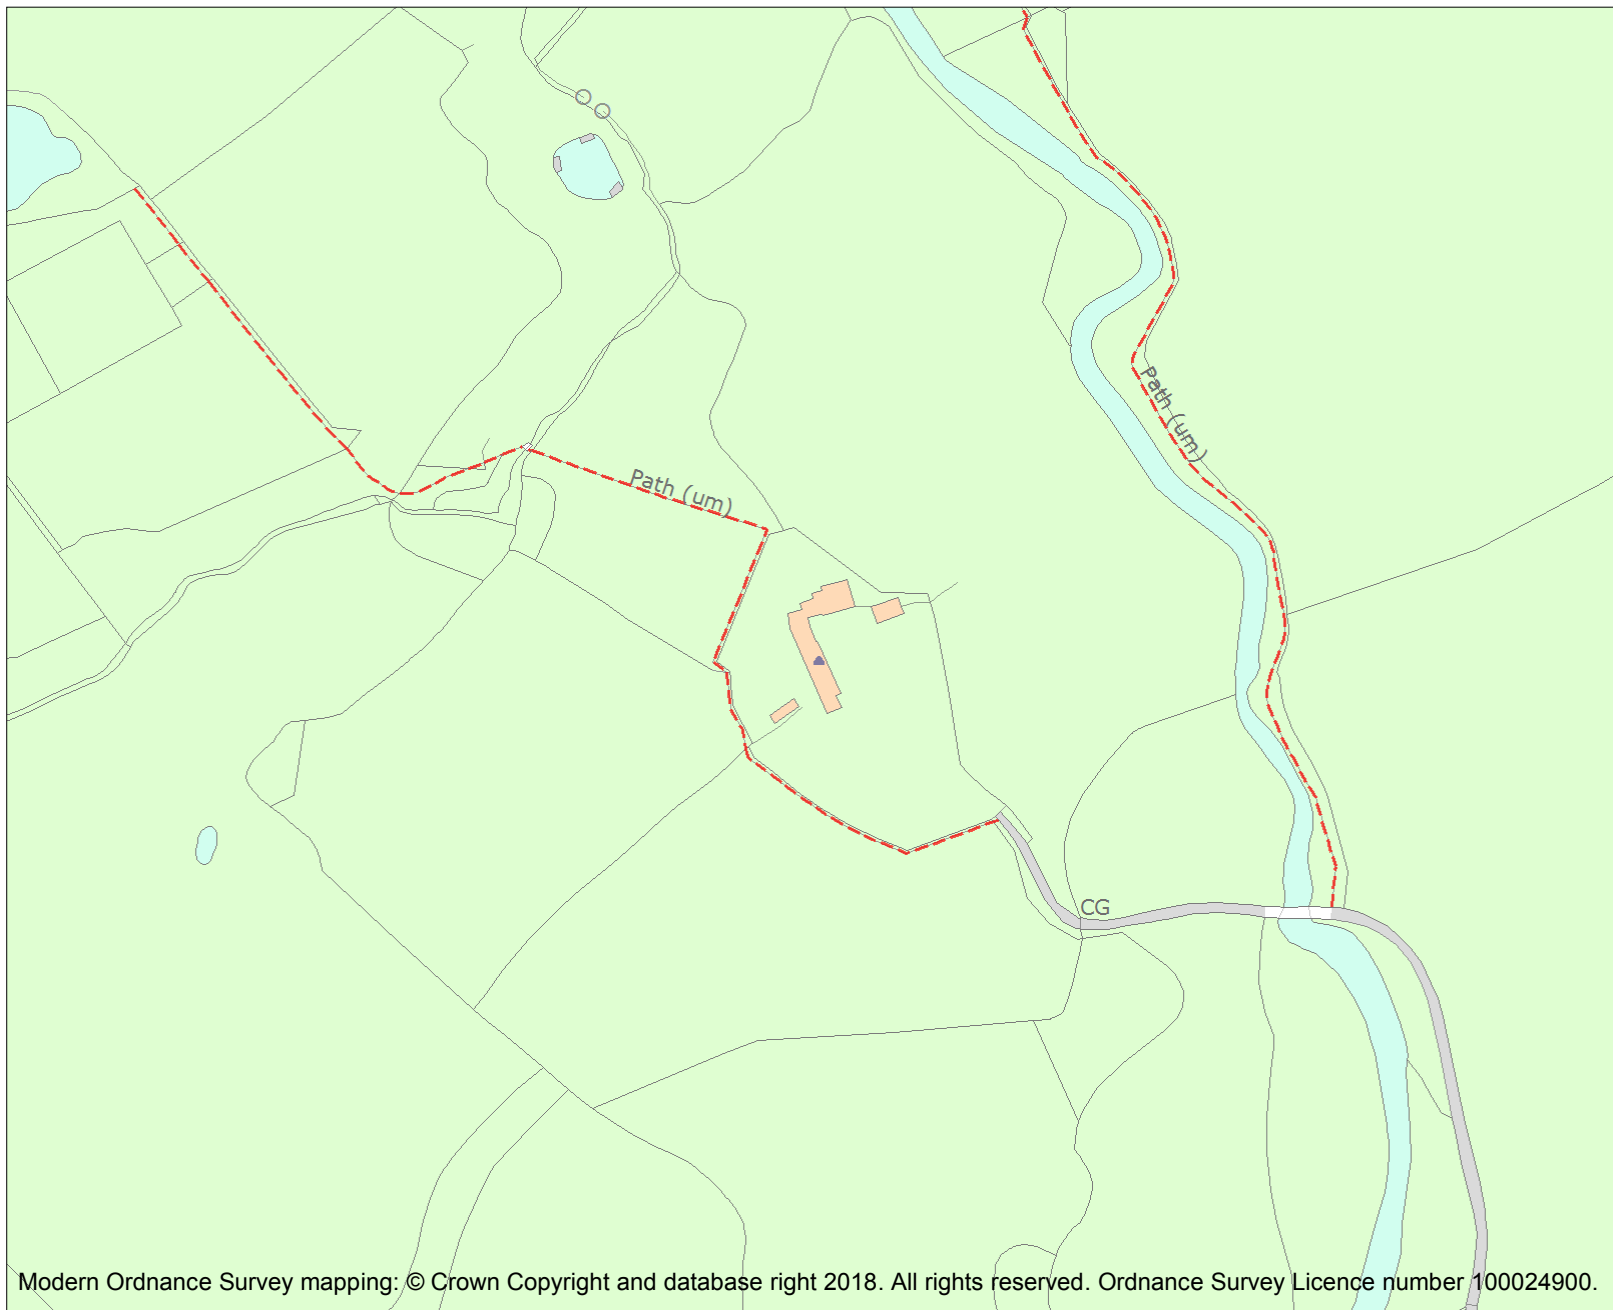 Path (um)
Path (um)
CG
Modern Ordnance Survey mapping: © Crown Copyright and database right 2018. All rights reserved. Ordnance Survey Licence number 100024900.